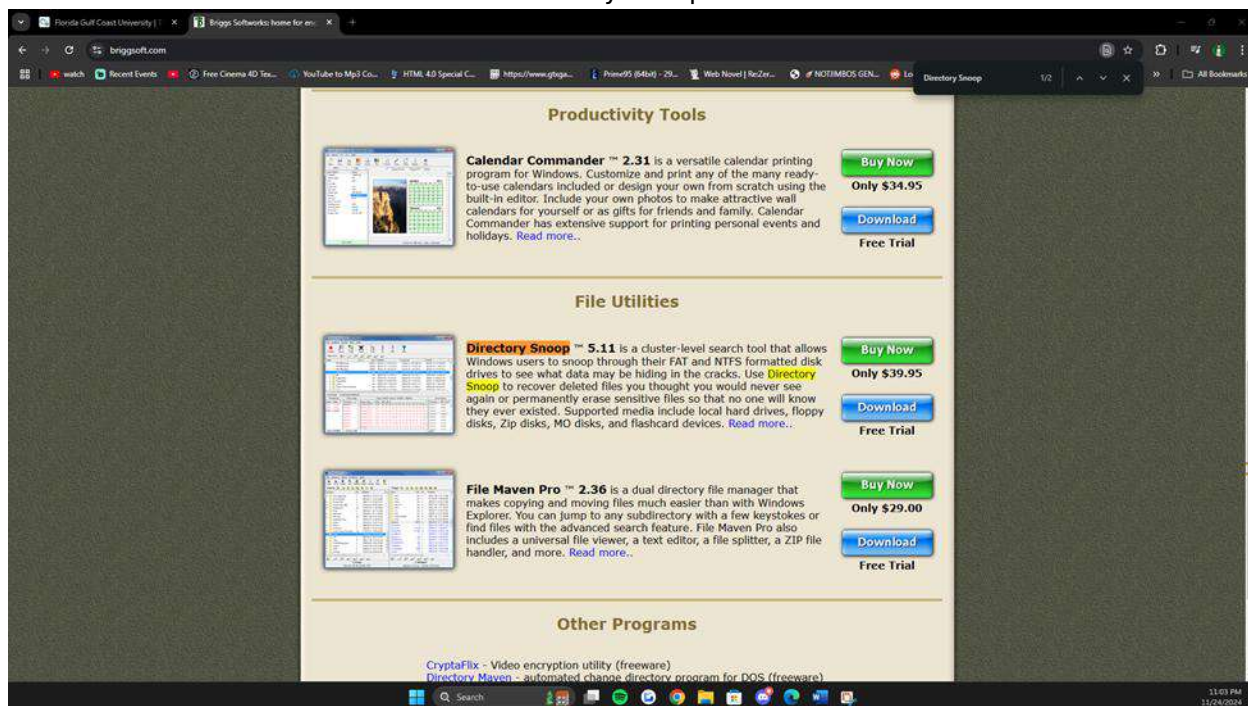 Florida Gulf Coast University |
Briggs Softworks: home for en
briggsoft.com
watch
Recent Events
Free Cinema 4D Tex...
YouTube to Mp3 Co...
HTML 4.0 Special C...
https://www.gtxga...
Prime95 (64bit) - 29...
Web Novel | Re:Zer...
NOTJIMBOS GEN...
Lo
Directory Snoop
1/2
All Bookmarks
Productivity Tools
Calendar Commander ™ 2.31 is a versatile calendar printing
program for Windows. Customize and print any of the many ready-
to-use calendars included or design your own from scratch using the
built-in editor. Include your own photos to make attractive wall
calendars for yourself or as gifts for friends and family. Calendar
Commander has extensive support for printing personal events and
holidays. Read more..
Buy Now
Only $34.95
Download
Free Trial
File Utilities
Directory Snoop ™ 5.11 is a cluster-level search tool that allows
Windows users to snoop through their FAT and NTFS formatted disk
drives to see what data may be hiding in the cracks. Use Directory
Snoop to recover deleted files you thought you would never see
again or permanently erase sensitive files so that no one will know
they ever existed. Supported media include local hard drives, floppy
disks, Zip disks, MO disks, and flashcard devices. Read more..
Buy Now
Only $39.95
Download
Free Trial
File Maven Pro ™ 2.36 is a dual directory file manager that
makes copying and moving files much easier than with Windows
Explorer. You can jump to any subdirectory with a few keystokes or
find files with the advanced search feature. File Maven Pro also
includes a universal file viewer, a text editor, a file splitter, a ZIP file
handler, and more. Read more..
Buy Now
Only $29.00
Download
Free Trial
Other Programs
CryptaFlix - Video encryption utility (freeware)
Directory Maven - automated change directory program for DOS (freeware)
Search
11:03 PM
11/24/2024